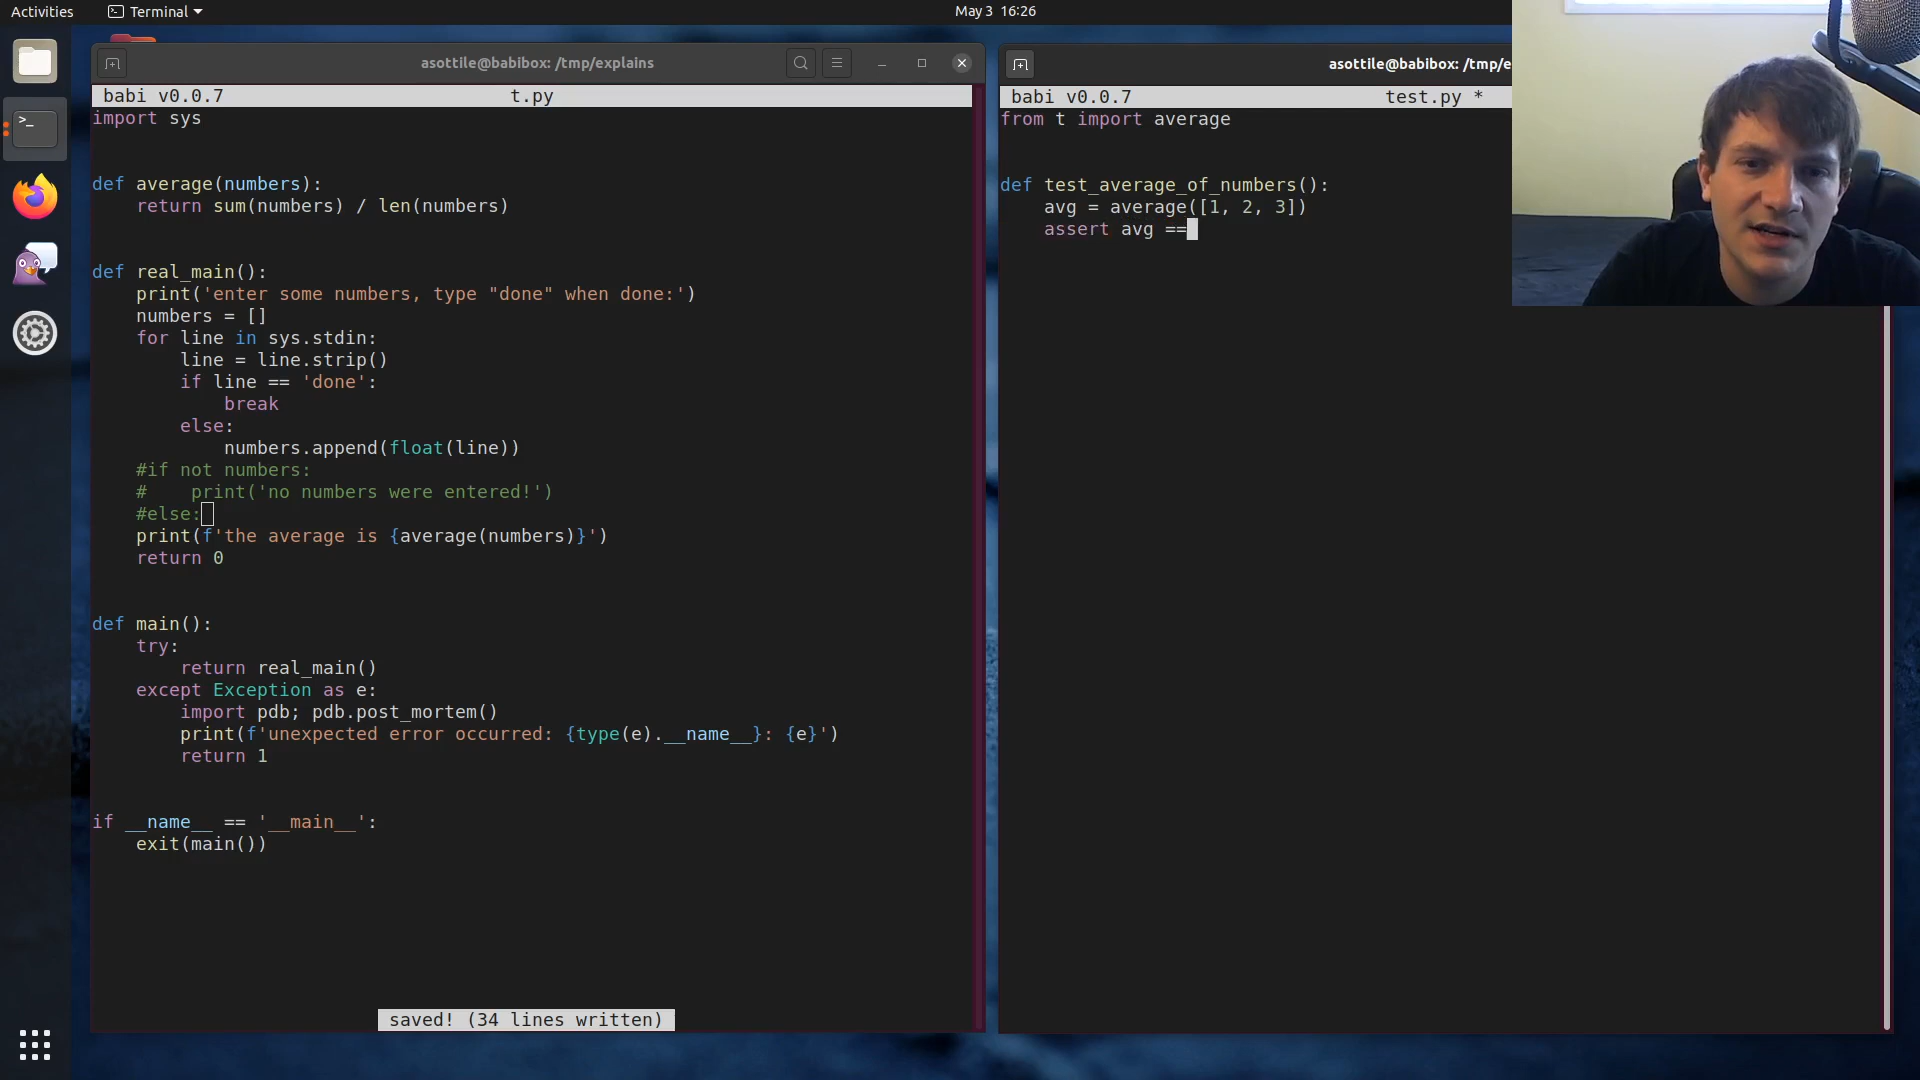 Activities
Terminal
May 3 16:26
asottile@babibox: /tmp/explains
babi v0.0.7 t.py
import sys
def average(numbers):
    return sum(numbers) / len(numbers)
def real_main():
    print('enter some numbers, type "done" when done:')
    numbers = []
    for line in sys.stdin:
        line = line.strip()
        if line == 'done':
            break
        else:
            numbers.append(float(line))
    #if not numbers:
    #    print('no numbers were entered!')
    #else:
    print(f'the average is {average(numbers)}')
    return 0
def main():
    try:
        return real_main()
    except Exception as e:
        import pdb; pdb.post_mortem()
        print(f'unexpected error occurred: {type(e).__name__}: {e}')
        return 1
if __name__ == '__main__':
    exit(main())
saved! (34 lines written)
asottile@babibox: /tmp/e
babi v0.0.7 test.py *
from t import average
def test_average_of_numbers():
    avg = average([1, 2, 3])
    assert avg ==